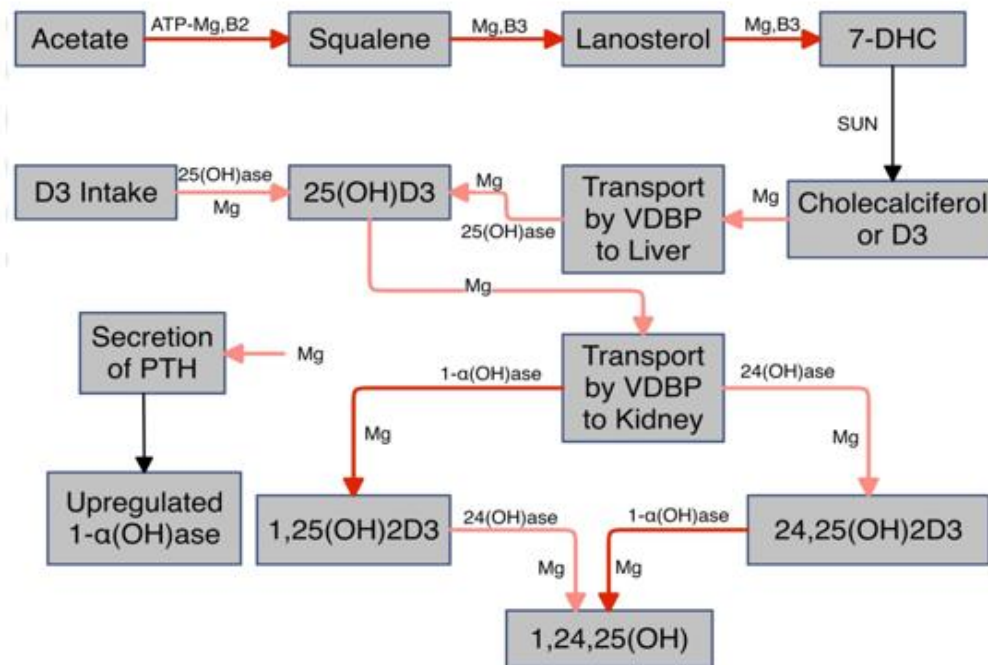 ATP-Mg,B2
Mg,B3
Mg,B3
Acetate
Squalene
Lanosterol
7-DHC
SUN
D3 Intake
25(OH)ase
Mg
25(OH)D3
Mg
25(OH)ase
Transport
by VDBP
to Liver
Mg
Cholecalciferol
or D3
Mg
Secretion
of PTH
Mg
Transport
by VDBP
to Kidney
1-α(OH)ase
Mg
24(OH)ase
Mg
Upregulated
1-α(OH)ase
1,25(OH)2D3
24(OH)ase
Mg
1-α(OH)ase
Mg
24,25(OH)2D3
1,24,25(OH)